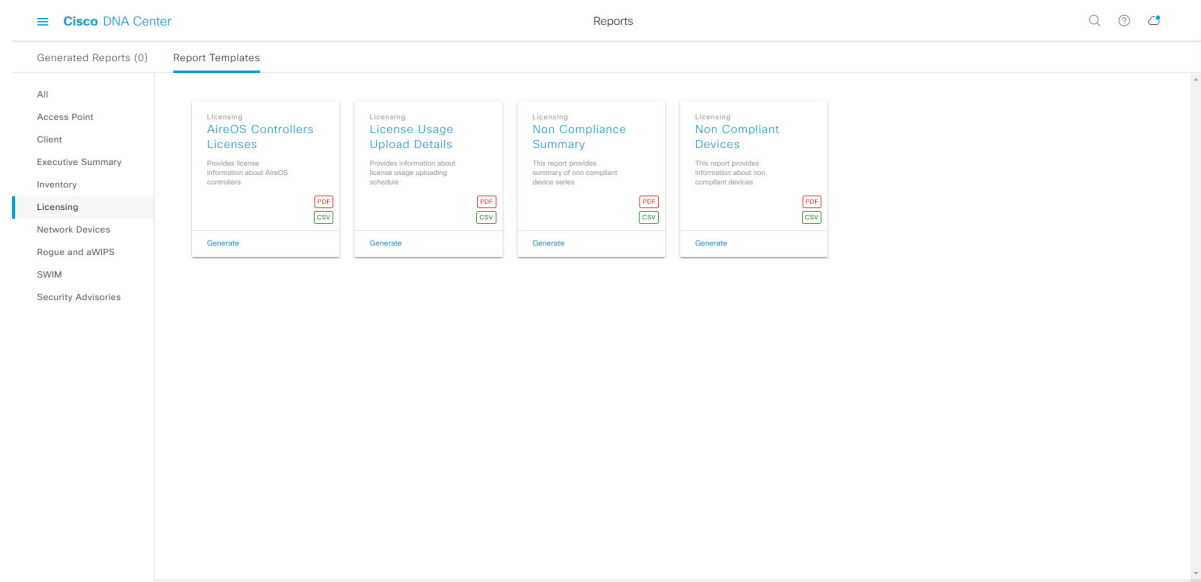 Cisco DNA Center
Reports
Generated Reports (0)
Report Templates
All
Access Point
Client
Executive Summary
Inventory
Licensing
Network Devices
Rogue and aWIPS
SWIM
Security Advisories
Licensing
AireOS Controllers
Licenses
Provides license
information about AireOS
controllers
PDF
CSV
Generate
Licensing
License Usage
Upload Details
Provides information about
license usage uploading
schedule
PDF
CSV
Generate
Licensing
Non Compliance
Summary
This report provides
summary of non compliant
device series
PDF
CSV
Generate
Licensing
Non Compliant
Devices
This report provides
information about non
compliant devices
PDF
CSV
Generate